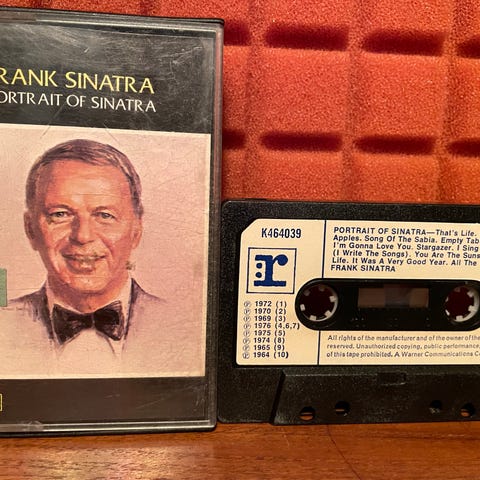 RANK SINATRA
ORTRAIT OF SINATRA
K464039
r:
℗ 1972 (1)
℗ 1970 (2)
℗ 1969 (3)
℗ 1976 (4,6,7)
℗ 1975 (5)
℗ 1974 (8)
℗ 1965 (9)
℗ 1964 (10)
PORTRAIT OF SINATRA—That's Life.
Apples. Song Of The Sabia. Empty Tab
I'm Gonna Love You. Stargazer. I Sing
(I Write The Songs). You Are The Suns
Life. It Was A Very Good Year. All The
FRANK SINATRA
All rights of the manufacturer and of the owner of the
reserved. Unauthorized copying, public performance,
of this tape prohibited. A Warner Communications Co